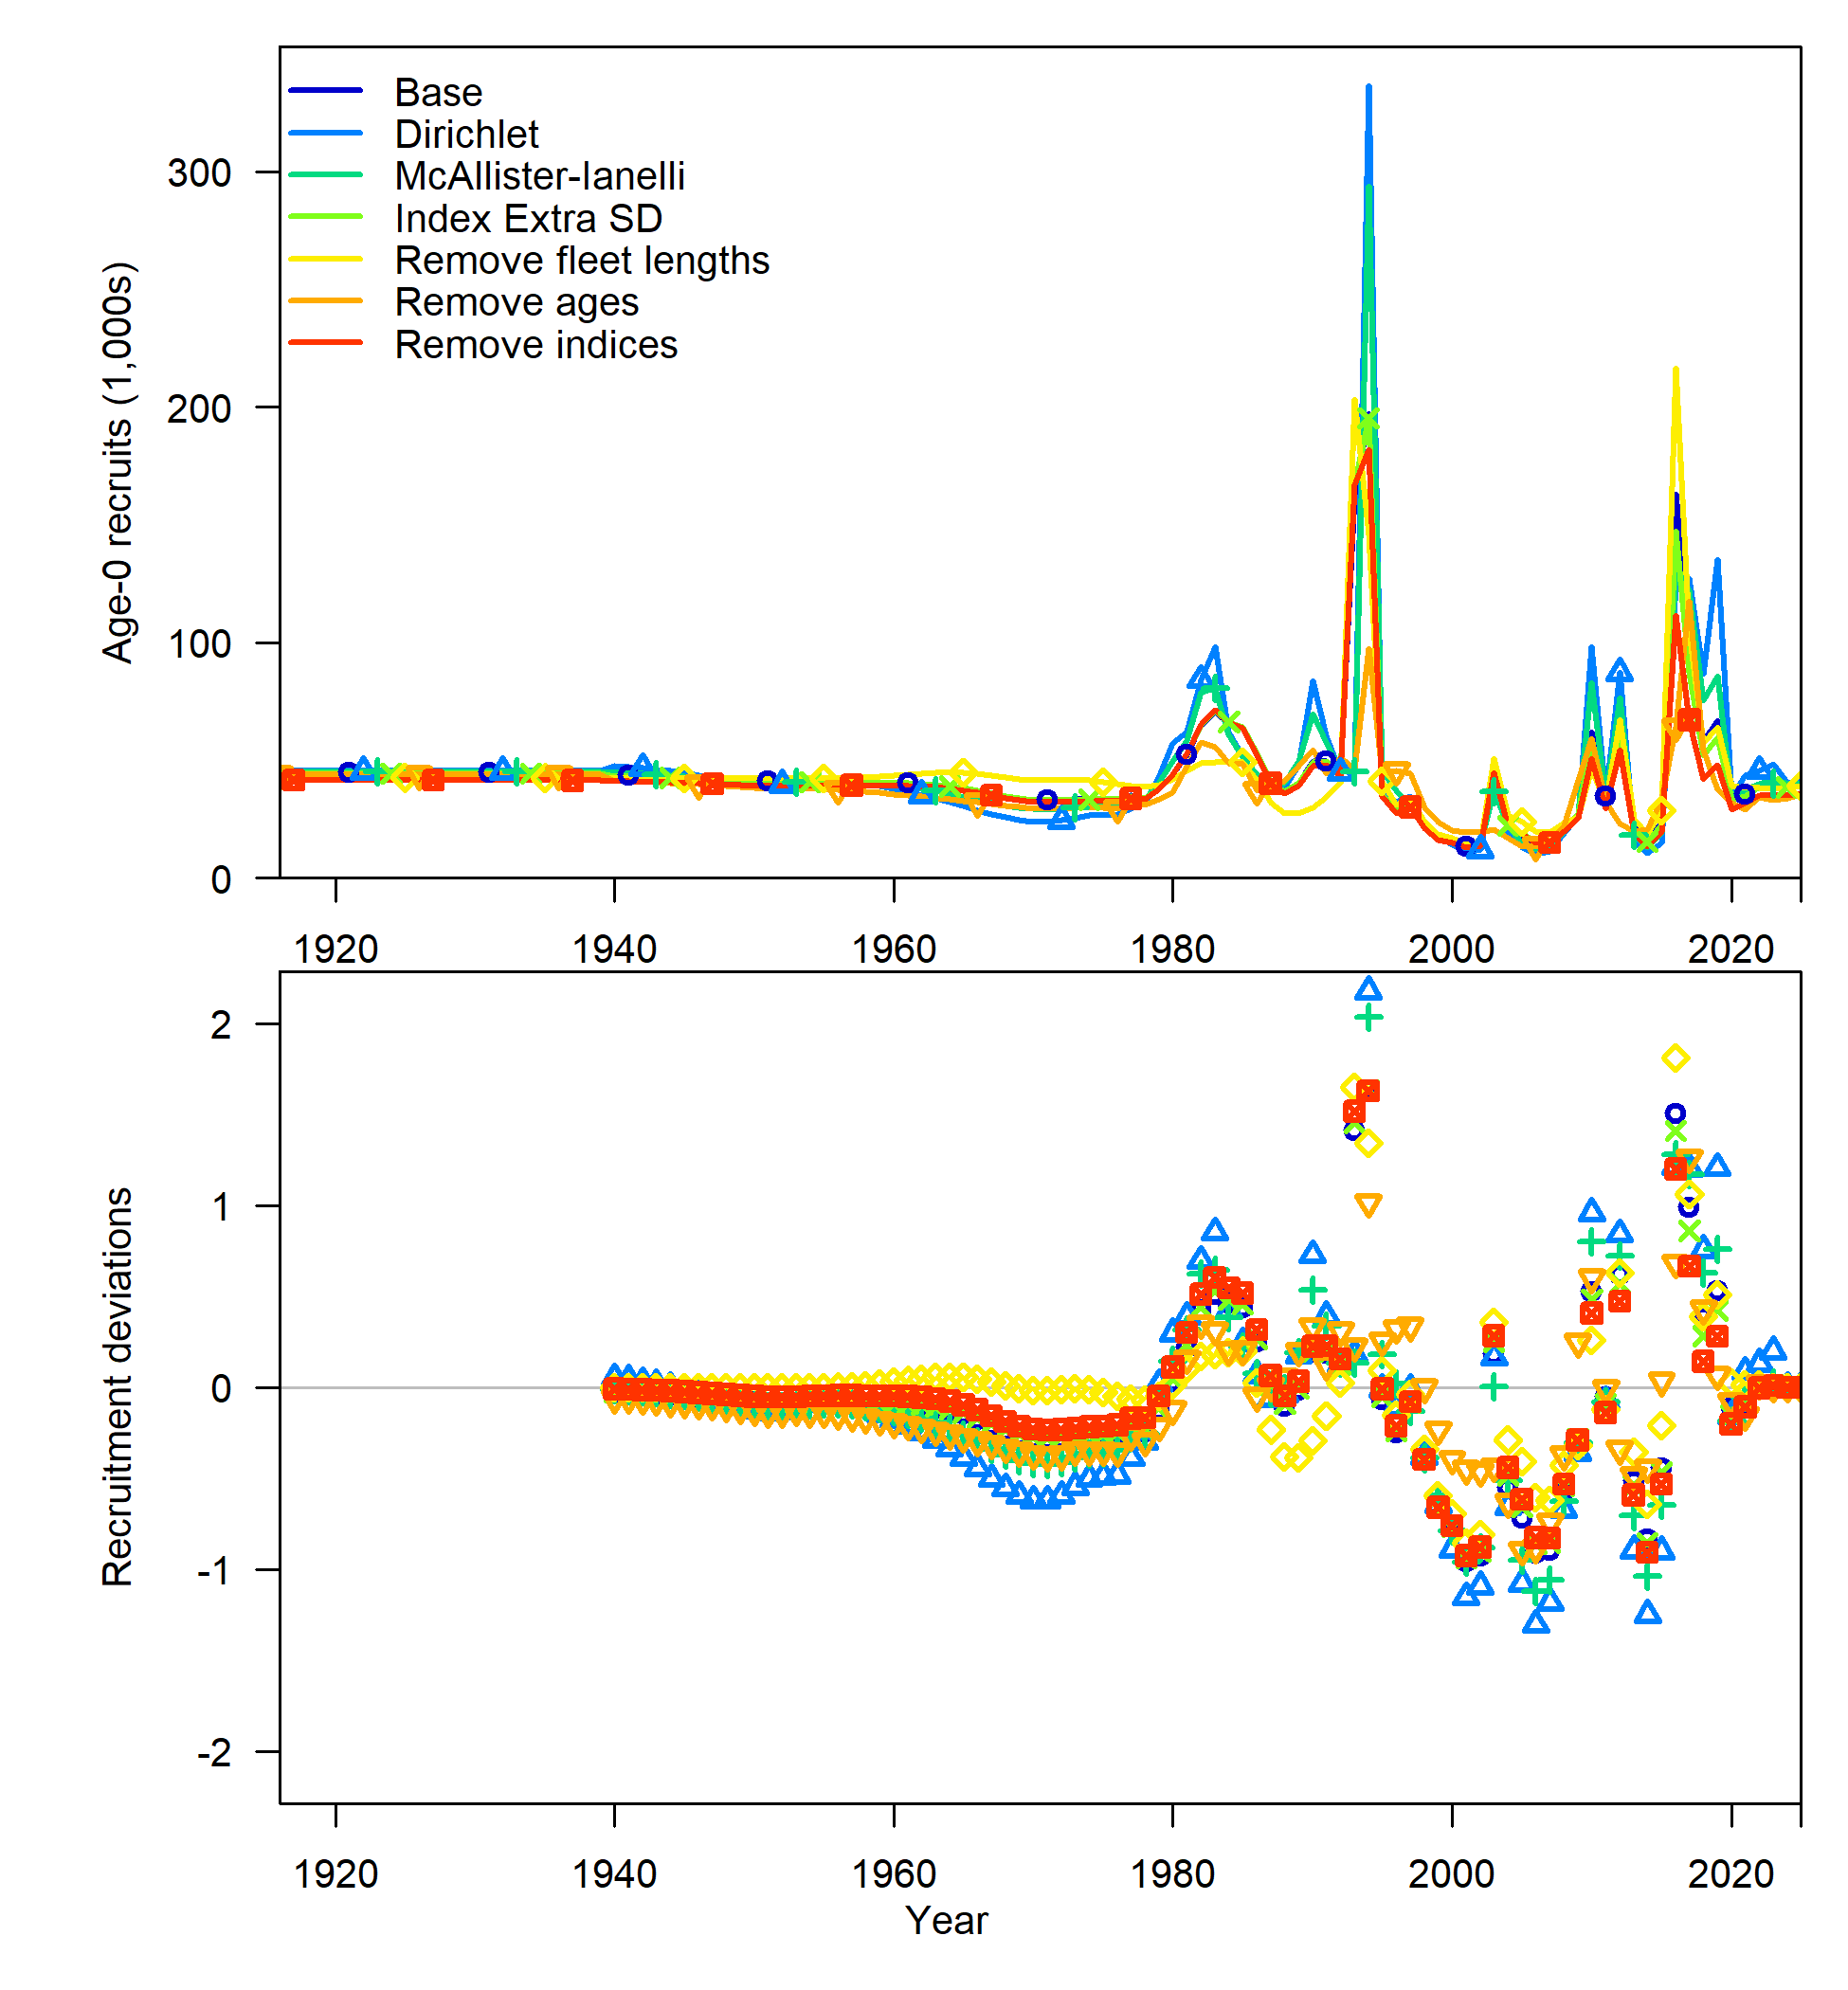 Base
Dirichlet
McAllister-Ianelli
Index Extra SD
Remove fleet lengths
Remove ages
Remove indices
Age-0 recruits (1,000s)
300
200
100
0
1920 1940 1960 1980 2000 2020
Recruitment deviations
2
1
0
-1
-2
1920 1940 1960 1980 2000 2020
Year